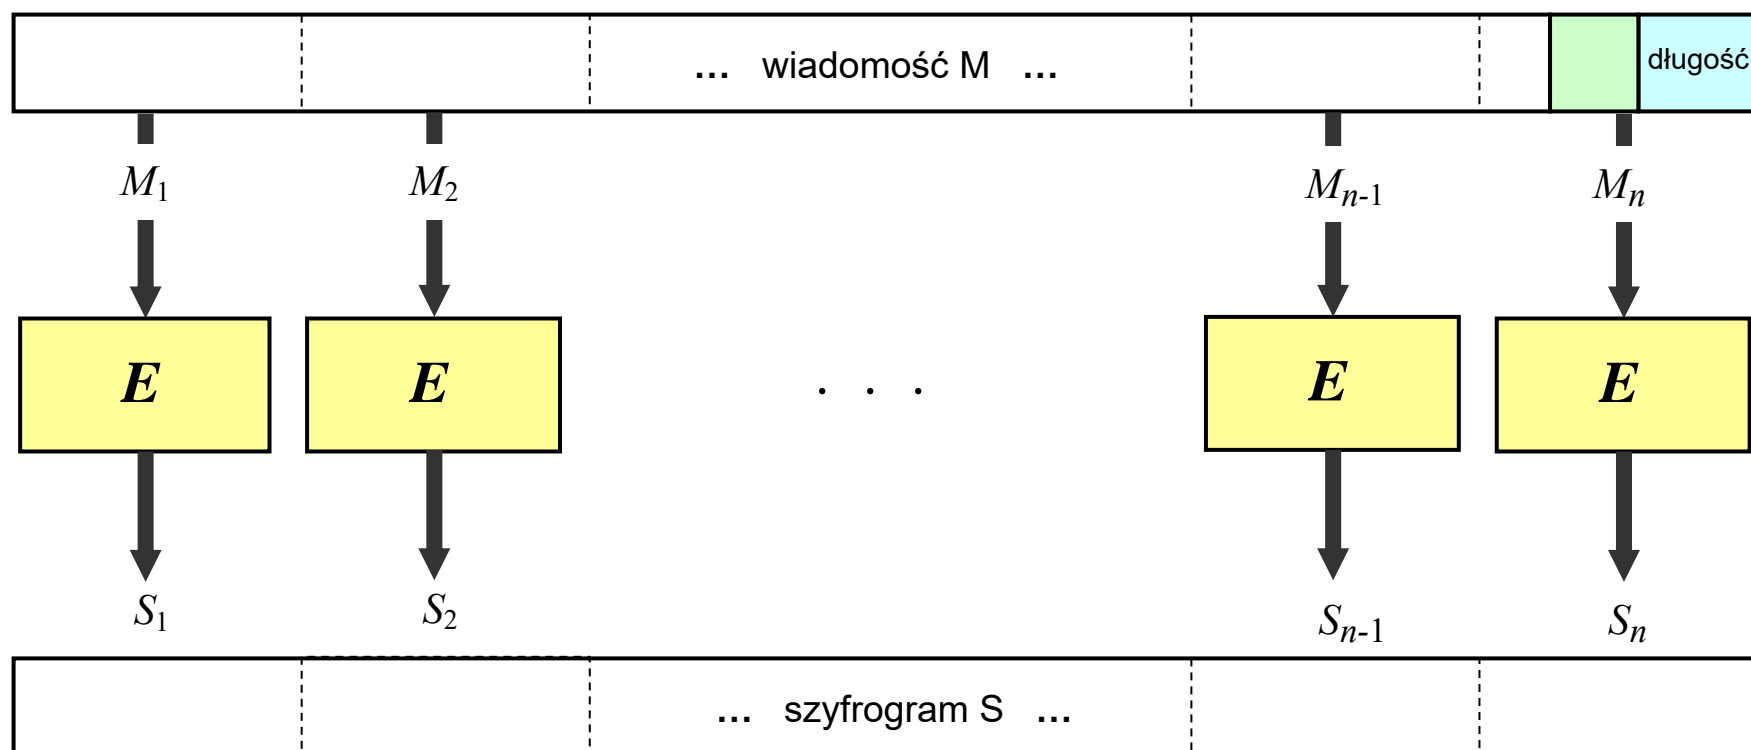 ... wiadomość M ... długość
M1 M2 Mn-1 Mn
E E . . . E E
S1 S2 Sn-1 Sn
... szyfrogram S ...